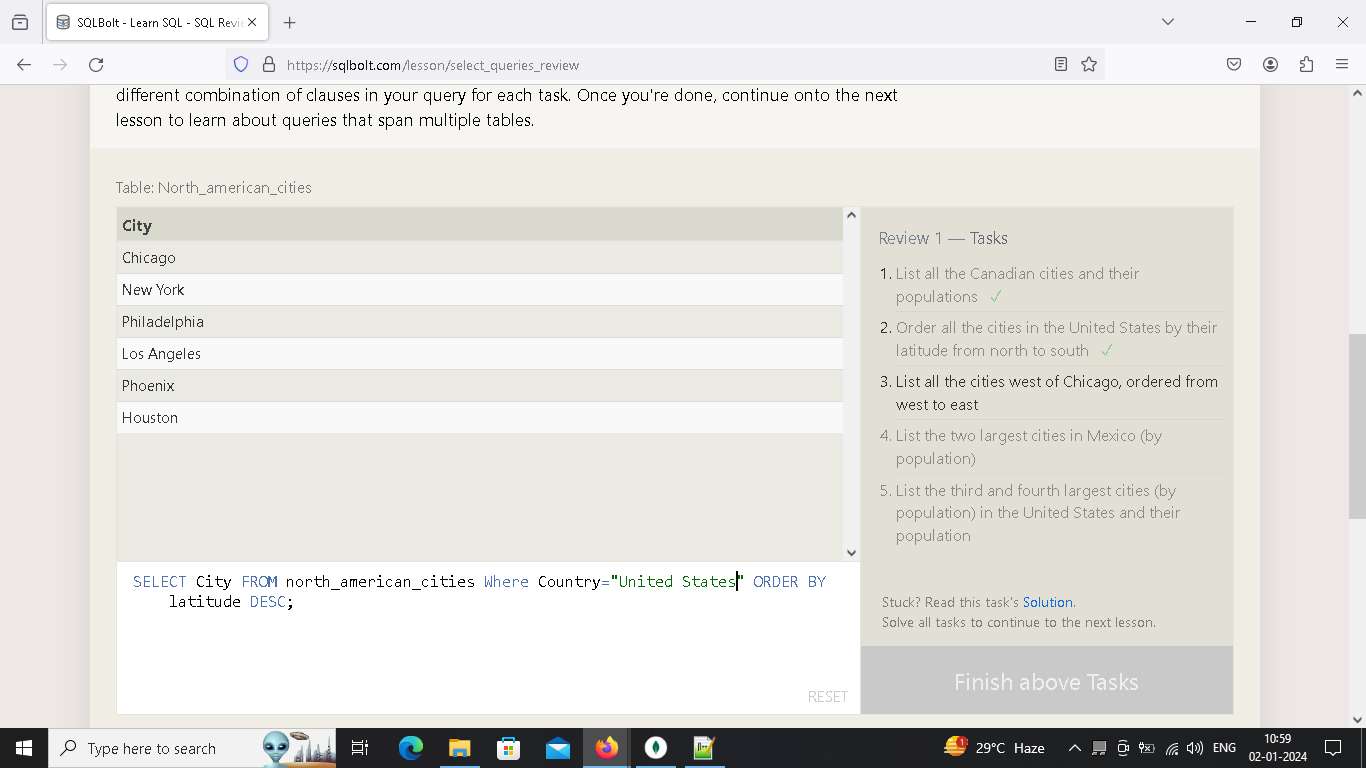 SQLBolt - Learn SQL - SQL Revi
https://sqlbolt.com/lesson/select_queries_review
different combination of clauses in your query for each task. Once you're done, continue onto the next
lesson to learn about queries that span multiple tables.
Table: North_american_cities
City
Chicago
New York
Philadelphia
Los Angeles
Phoenix
Houston
SELECT City FROM north_american_cities Where Country="United States" ORDER BY
latitude DESC;
RESET
Review 1 — Tasks
1. List all the Canadian cities and their
populations ✓
2. Order all the cities in the United States by their
latitude from north to south ✓
3. List all the cities west of Chicago, ordered from
west to east
4. List the two largest cities in Mexico (by
population)
5. List the third and fourth largest cities (by
population) in the United States and their
population
Stuck? Read this task's Solution.
Solve all tasks to continue to the next lesson.
Finish above Tasks
Type here to search
1
29°C Haze
ENG
10:59
02-01-2024